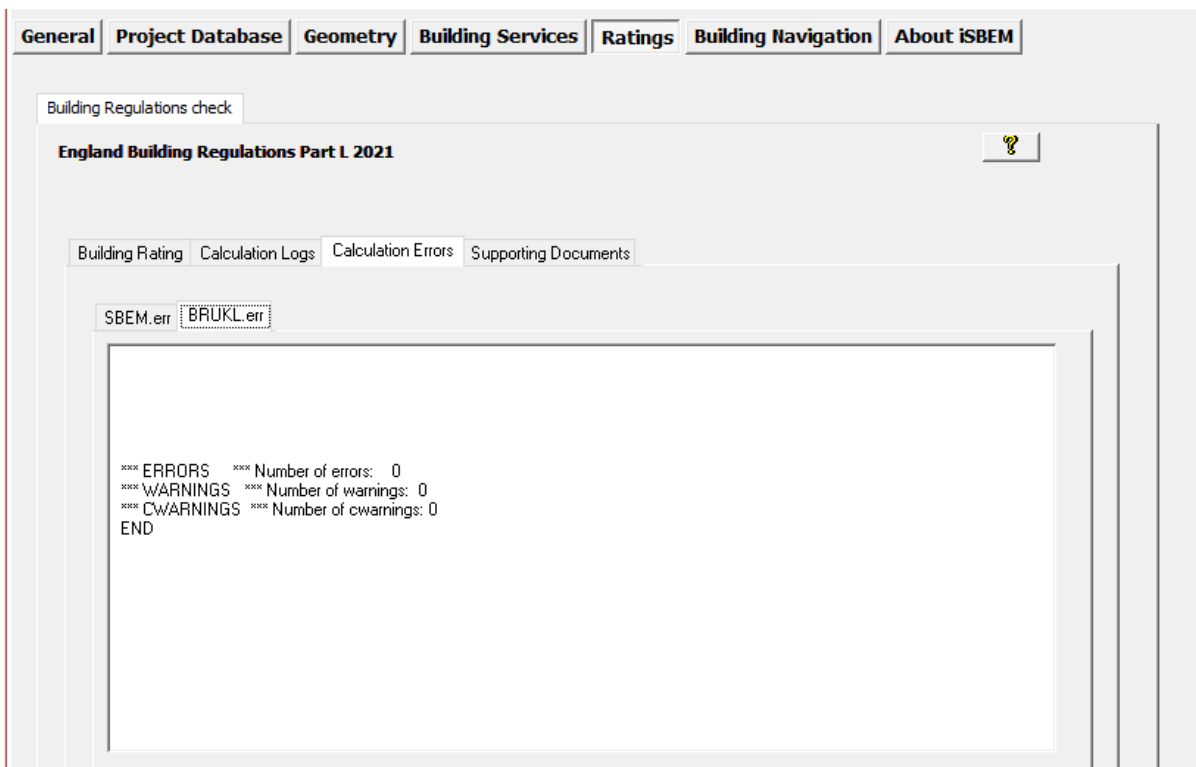 General Project Database Geometry Building Services Ratings Building Navigation About iSBEM
Building Regulations check
England Building Regulations Part L 2021
?
Building Rating Calculation Logs Calculation Errors Supporting Documents
SBEM.err BRUKL.err
*** ERRORS *** Number of errors: 0
*** WARNINGS *** Number of warnings: 0
*** CWARNINGS *** Number of cwarnings: 0
END